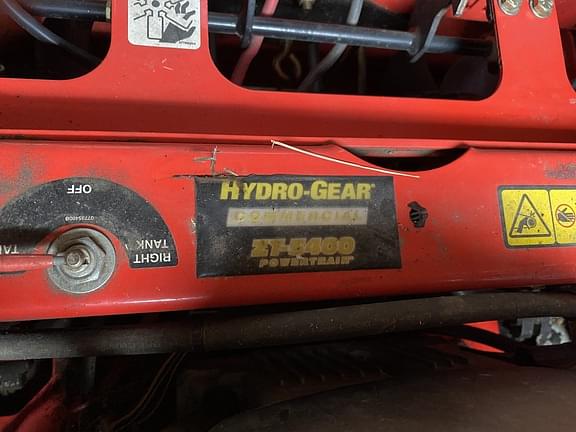 HYDRO-GEAR
COMMERCIAL
ZT-5400
POWERTRAIN
OFF
RIGHT
TANK